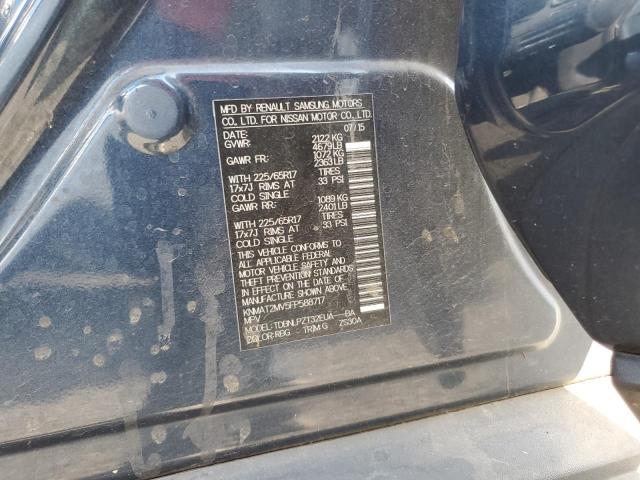 MFD BY RENAULT SAMSUNG MOTORS
CO., LTD. FOR NISSAN MOTOR CO., LTD.
DATE: 07/15
GVWR: 2122 KG
4679 LB
GAWR FR: 1072 KG
2363 LB
WITH 225/65R17 TIRES
17x7J RIMS AT 33 PSI
COLD SINGLE
GAWR RR: 1089 KG
2401 LB
WITH 225/65R17 TIRES
17x7J RIMS AT 33 PSI
COLD SINGLE
THIS VEHICLE CONFORMS TO
ALL APPLICABLE FEDERAL
MOTOR VEHICLE SAFETY AND
THEFT PREVENTION STANDARDS
IN EFFECT ON THE DATE OF
MANUFACTURE SHOWN ABOVE.
KNMAT2MV5FP588717
MPV
MODEL: TDBNLPZT32EUA--BA
COLOR: RBG - TRIM: G ZS30A